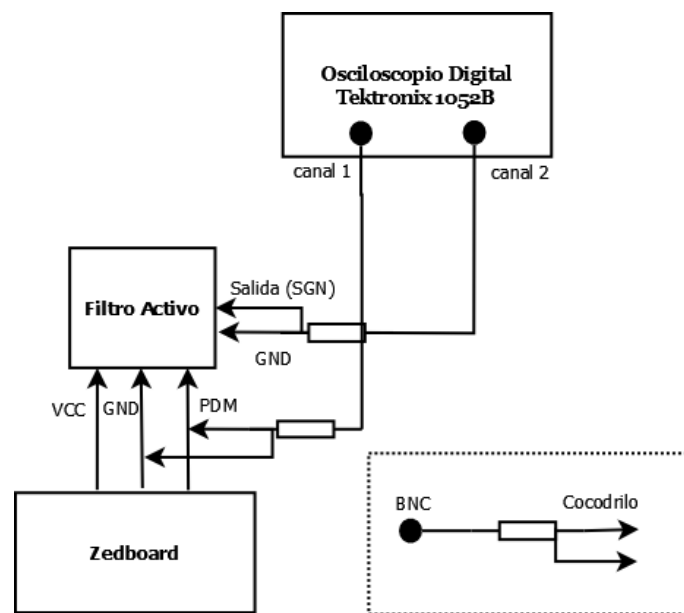 Osciloscopio Digital
Tektronix 1052B
canal 1
canal 2
Salida (SGN)
Filtro Activo
GND
VCC
GND
PDM
BNC
Cocodrilo
Zedboard